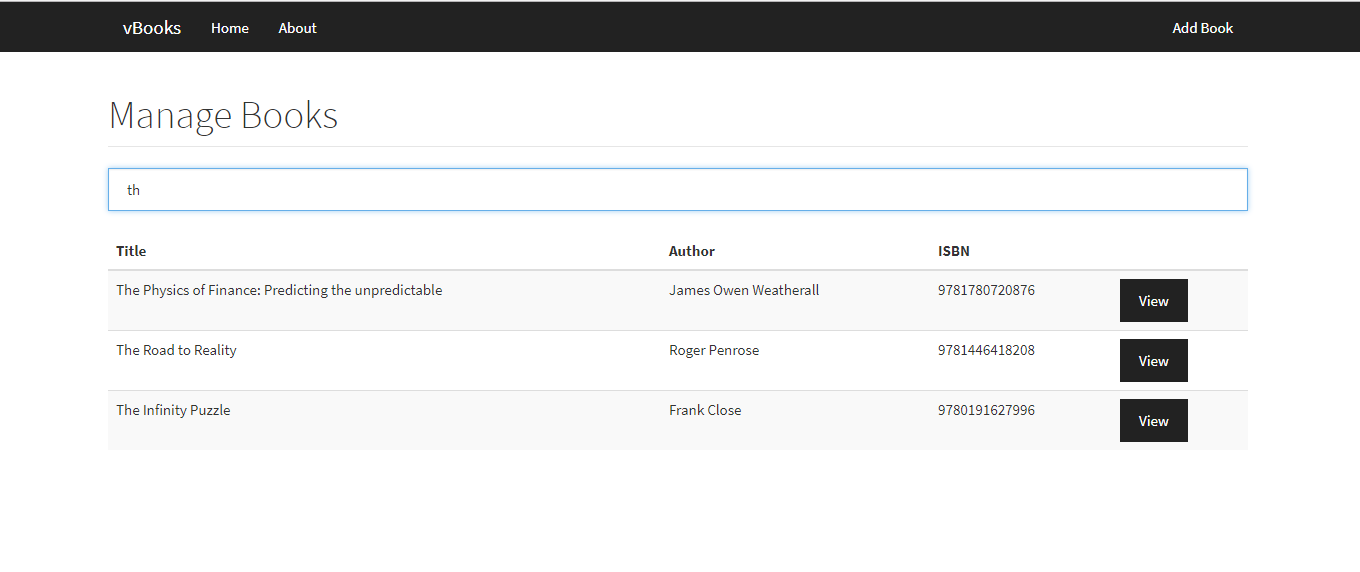 vBooks Home About Add Book
Manage Books
th
Title Author ISBN
The Physics of Finance: Predicting the unpredictable James Owen Weatherall 9781780720876 View
The Road to Reality Roger Penrose 9781446418208 View
The Infinity Puzzle Frank Close 9780191627996 View